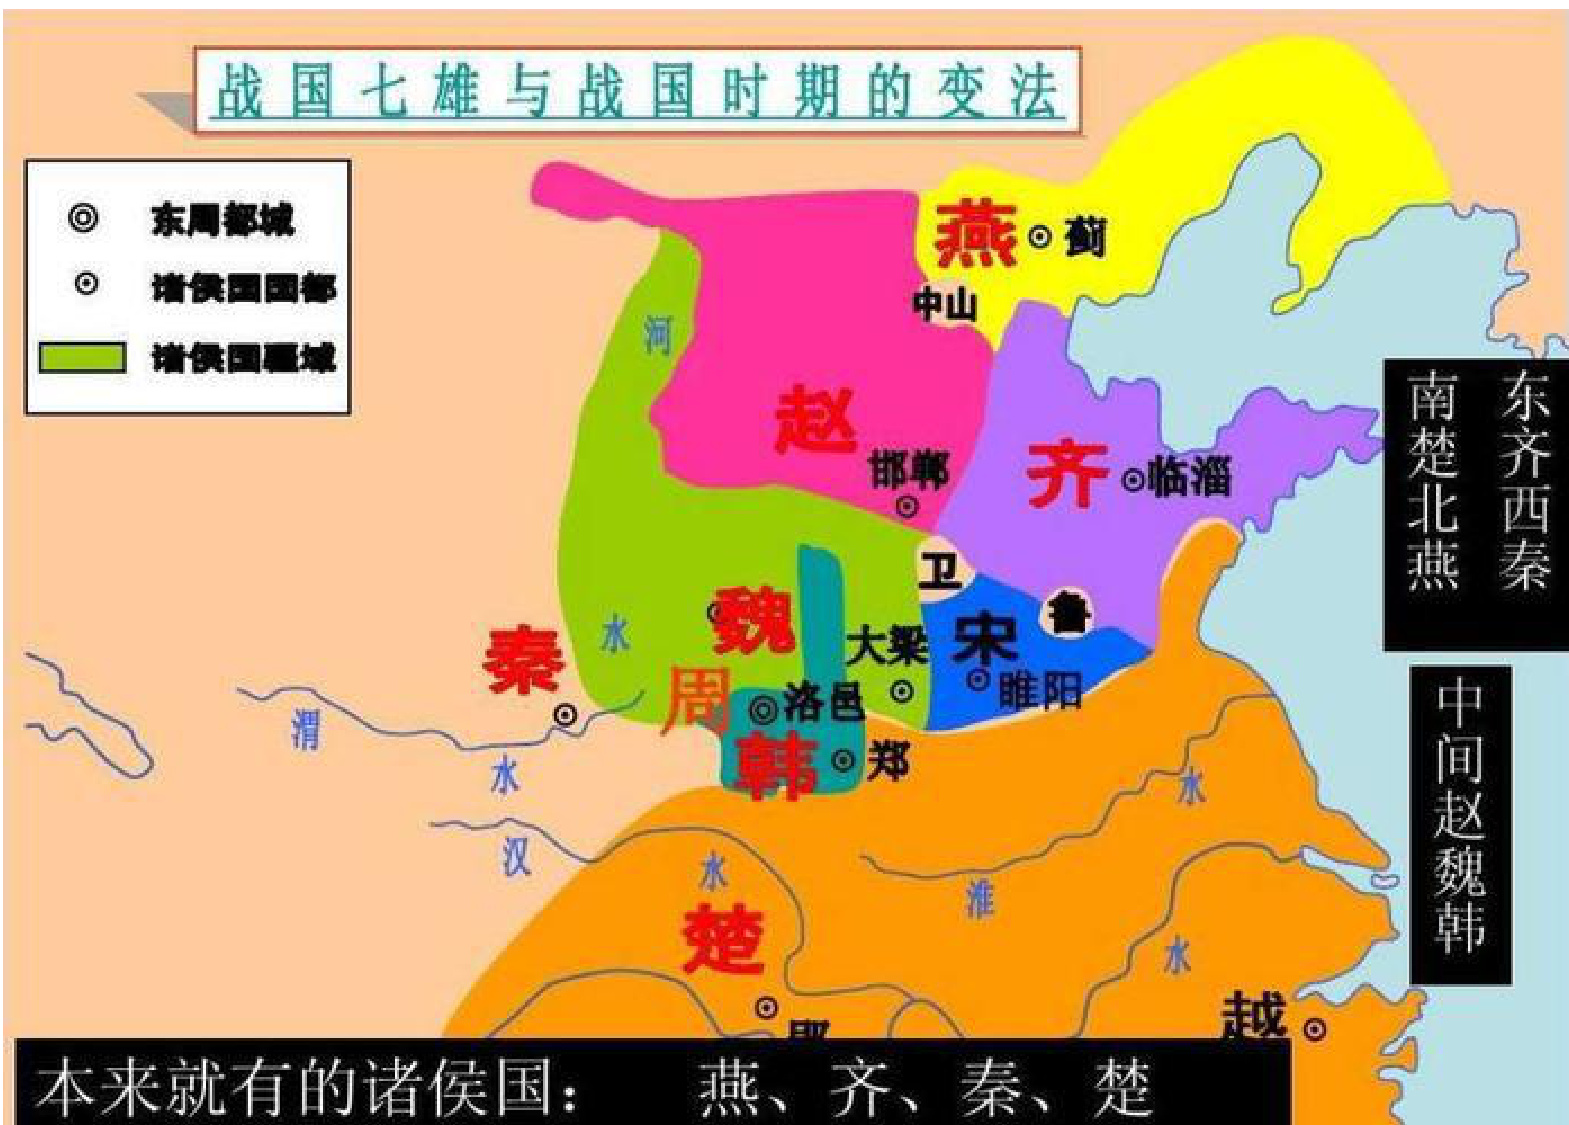 战国七雄与战国时期的变法
东周都城
诸侯国国都
诸侯国疆域
燕
蓟
中山
河
赵
邯郸
齐
临淄
东齐西秦
南楚北燕
卫
鲁
魏
水
大梁
宋
睢阳
秦
周
洛邑
韩
郑
渭
水
汉
水
水
淮
水
楚
郢
越
中间赵魏韩
本来就有的诸侯国: 燕、齐、秦、楚